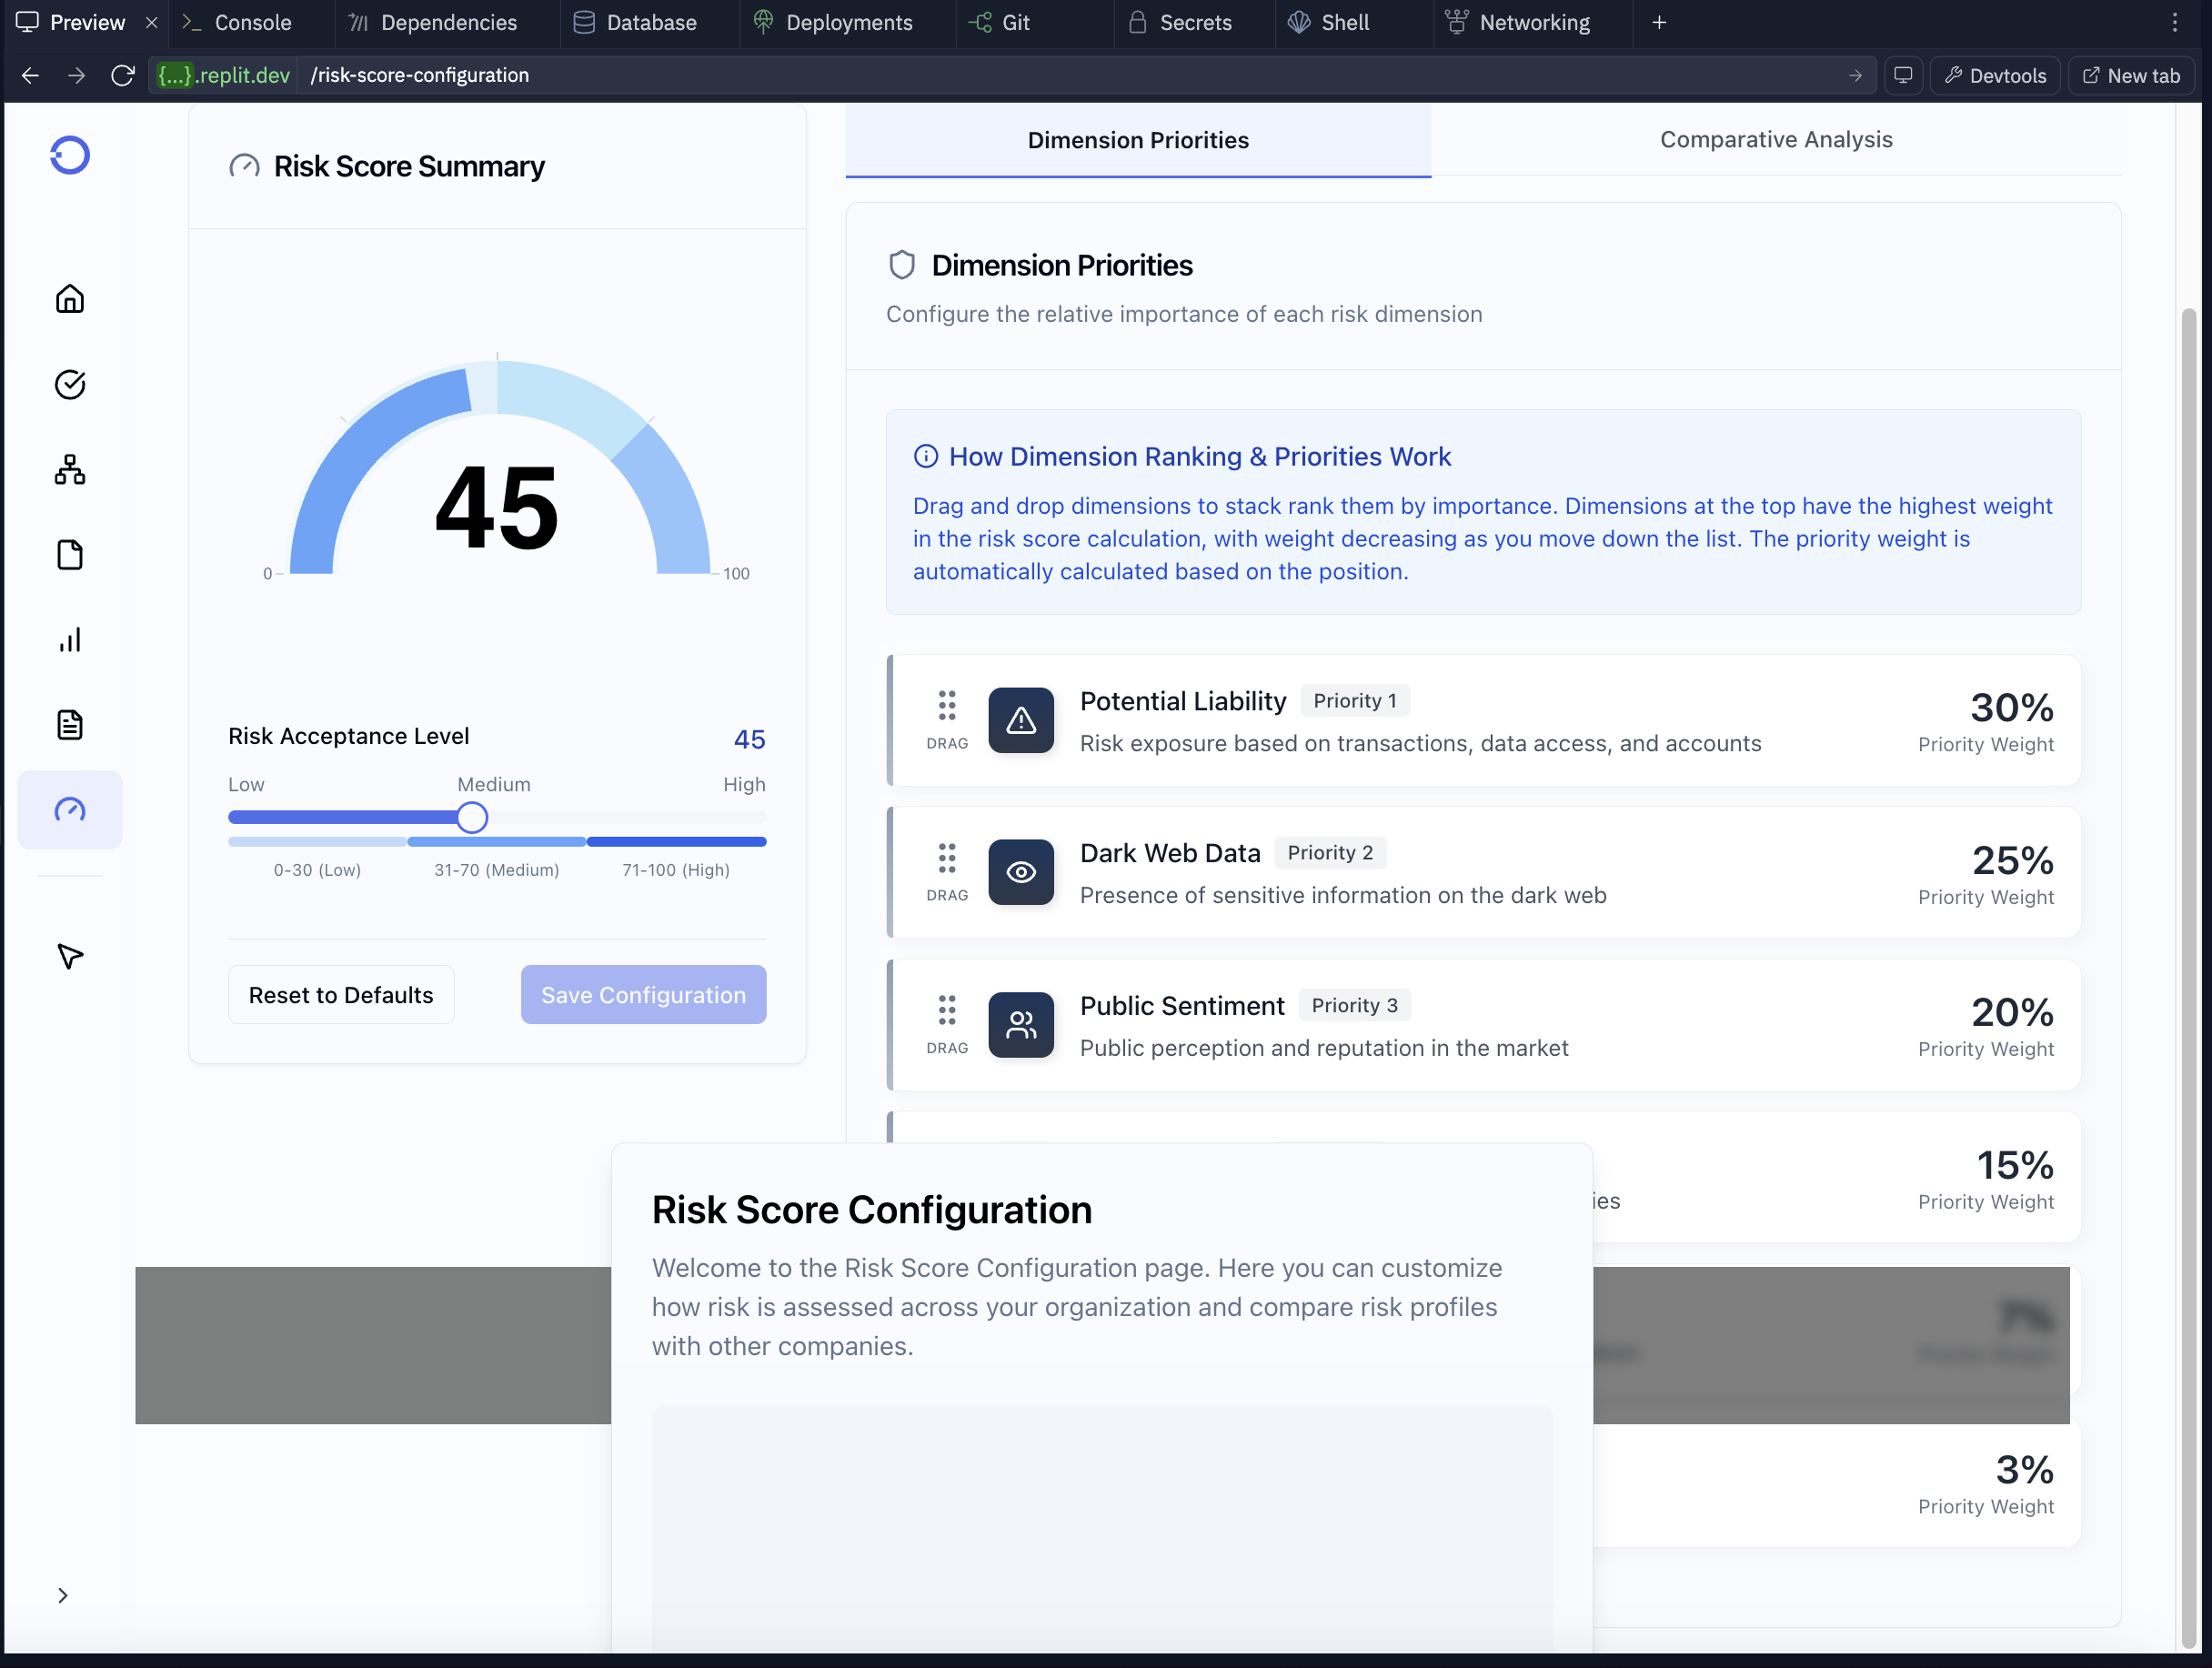 Preview
Console
Dependencies
Database
Deployments
Git
Secrets
Shell
Networking
{...}.replit.dev
/risk-score-configuration
Devtools
New tab
Risk Score Summary
45
0
100
Risk Acceptance Level
45
Low
Medium
High
0-30 (Low)
31-70 (Medium)
71-100 (High)
Reset to Defaults
Save Configuration
Dimension Priorities
Comparative Analysis
Dimension Priorities
Configure the relative importance of each risk dimension
How Dimension Ranking & Priorities Work
Drag and drop dimensions to stack rank them by importance. Dimensions at the top have the highest weight
in the risk score calculation, with weight decreasing as you move down the list. The priority weight is
automatically calculated based on the position.
DRAG
Potential Liability
Priority 1
Risk exposure based on transactions, data access, and accounts
30%
Priority Weight
DRAG
Dark Web Data
Priority 2
Presence of sensitive information on the dark web
25%
Priority Weight
DRAG
Public Sentiment
Priority 3
Public perception and reputation in the market
20%
Priority Weight
ies
15%
Priority Weight
7%
Priority Weight
3%
Priority Weight
Risk Score Configuration
Welcome to the Risk Score Configuration page. Here you can customize
how risk is assessed across your organization and compare risk profiles
with other companies.